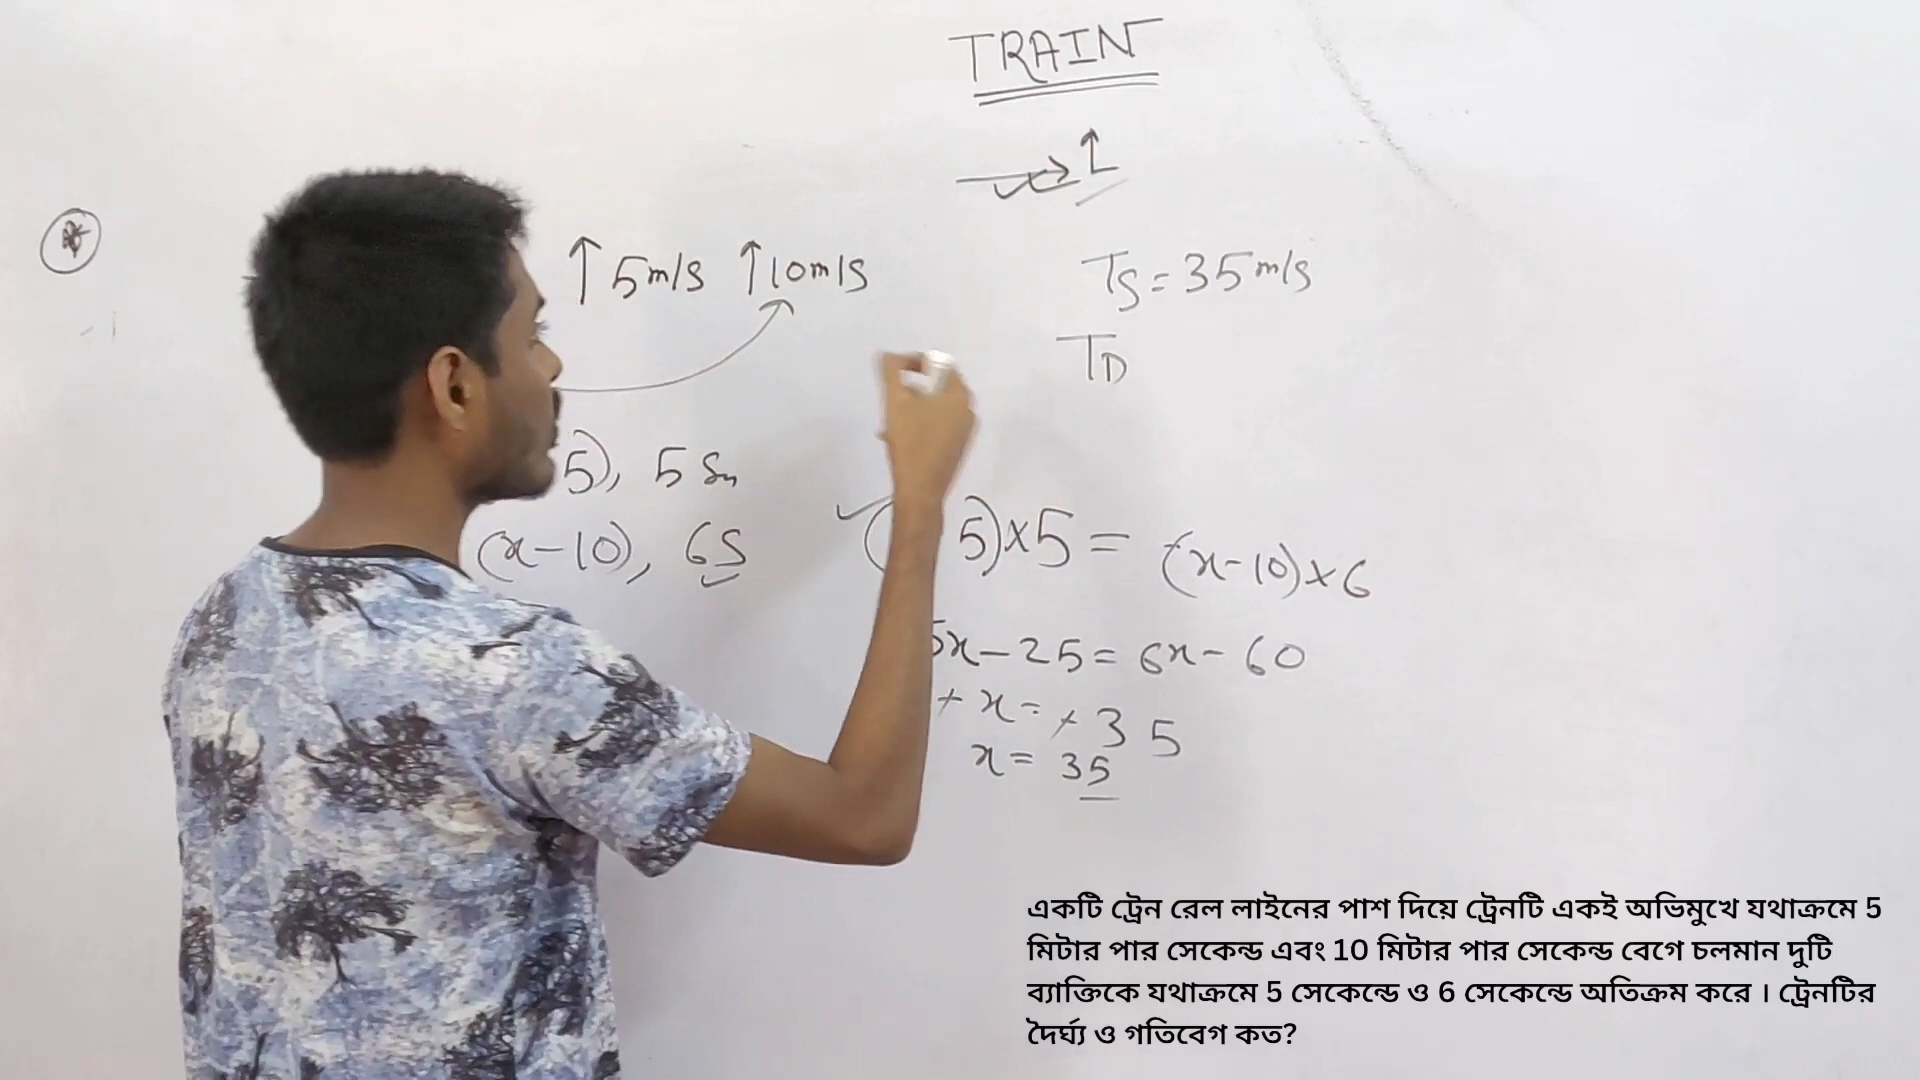 TRAIN
↑ 5m/s ↑10m/s
TS = 35m/s
TD
5), 5
(x-10), 6S
5)×5 = (x-10)×6
5x-25 = 6x-60
+ x = + 35
x = 35
একটি ট্রেন রেল লাইনের পাশ দিয়ে ট্রেনটি একই অভিমুখে যথাক্রমে 5
মিটার পার সেকেন্ড এবং 10 মিটার পার সেকেন্ড বেগে চলমান দুটি
ব্যাক্তিকে যথাক্রমে 5 সেকেন্ডে ও 6 সেকেন্ডে অতিক্রম করে । ট্রেনটির
দৈর্ঘ্য ও গতিবেগ কত?